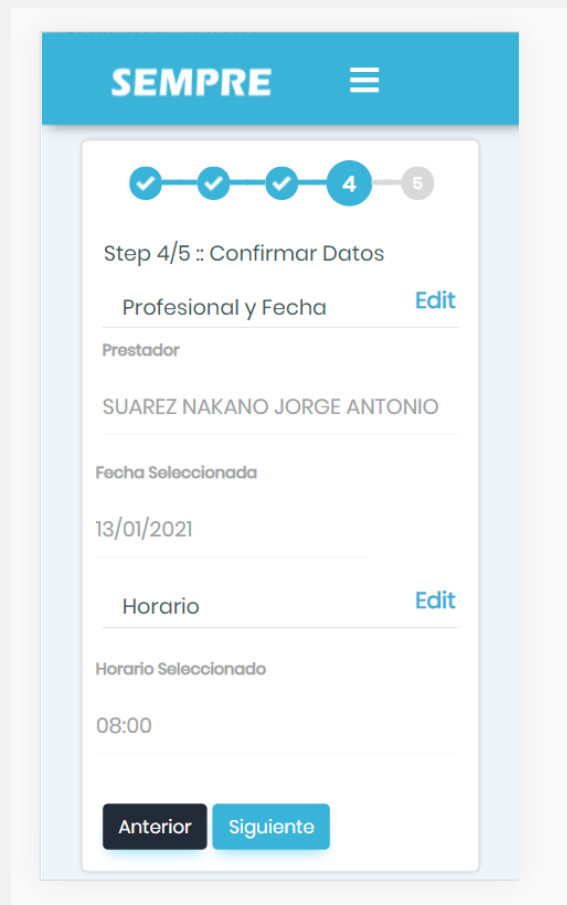 SEMPRE
4
5
Step 4/5 :: Confirmar Datos
Profesional y Fecha
Edit
Prestador
SUAREZ NAKANO JORGE ANTONIO
Fecha Seleccionada
13/01/2021
Horario
Edit
Horario Seleccionado
08:00
Anterior
Siguiente